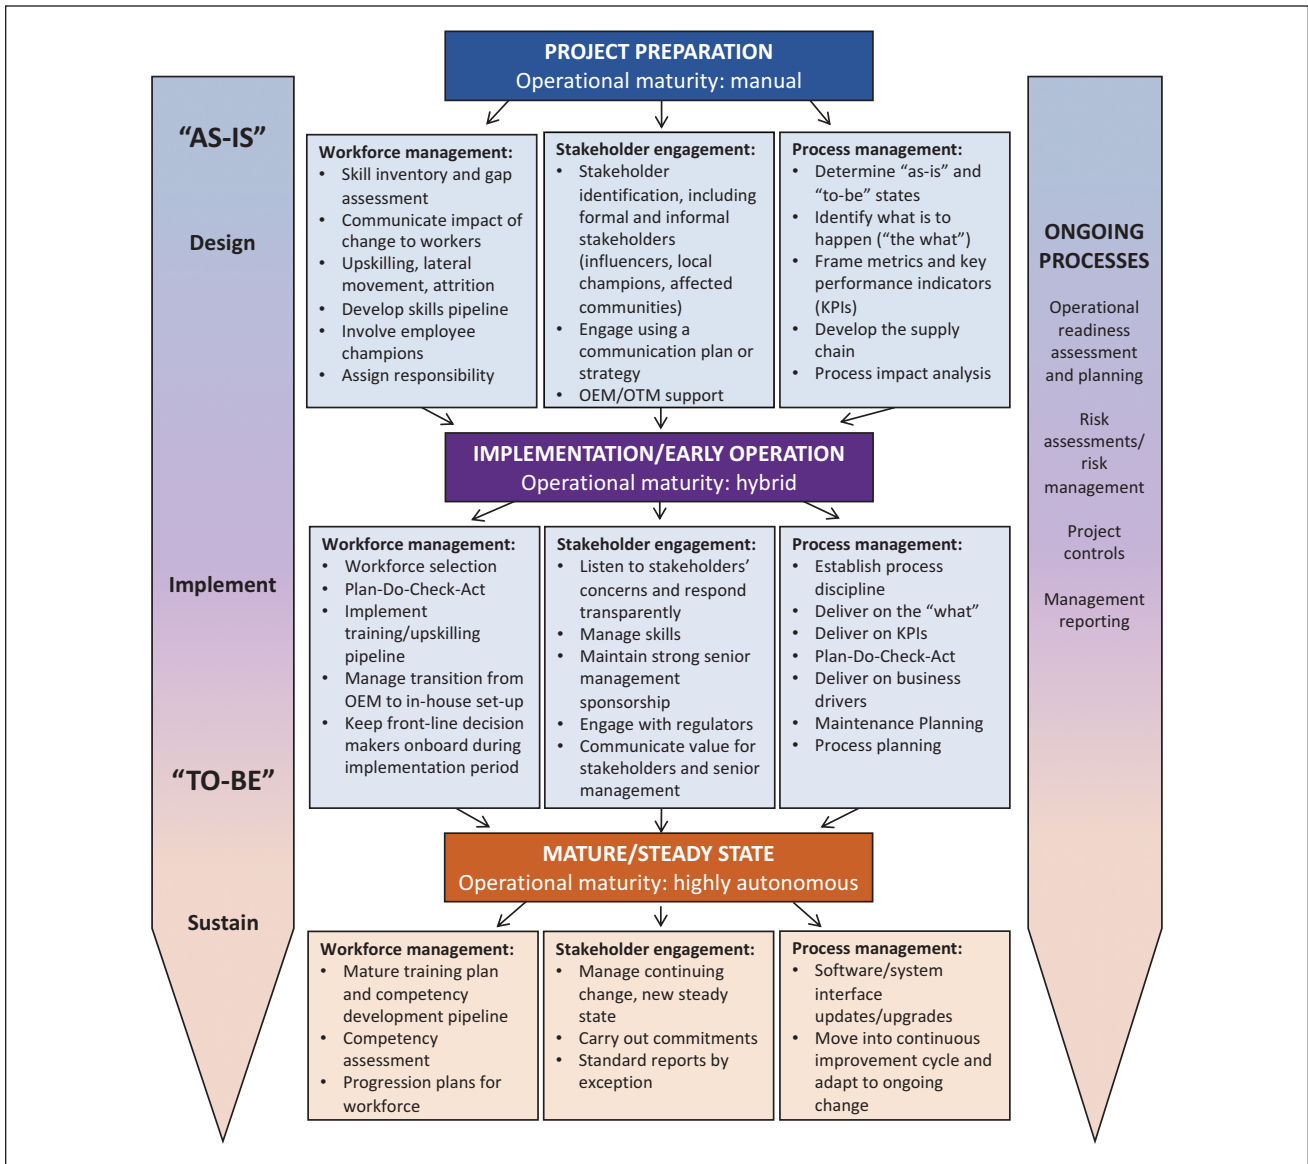 PROJECT PREPARATION
Operational maturity: manual
“AS-IS”
Design
Implement
“TO-BE”
Sustain
Workforce management:
• Skill inventory and gap
assessment
• Communicate impact of
change to workers
• Upskilling, lateral
movement, attrition
• Develop skills pipeline
• Involve employee
champions
• Assign responsibility
Stakeholder engagement:
• Stakeholder
identification, including
formal and informal
stakeholders
(influencers, local
champions, affected
communities)
• Engage using a
communication plan or
strategy
• OEM/OTM support
Process management:
• Determine “as-is” and
“to-be” states
• Identify what is to
happen (“the what”)
• Frame metrics and key
performance indicators
(KPIs)
• Develop the supply
chain
• Process impact analysis
IMPLEMENTATION/EARLY OPERATION
Operational maturity: hybrid
Workforce management:
• Workforce selection
• Plan-Do-Check-Act
• Implement
training/upskilling
pipeline
• Manage transition from
OEM to in-house set-up
• Keep front-line decision
makers onboard during
implementation period
Stakeholder engagement:
• Listen to stakeholders’
concerns and respond
transparently
• Manage skills
• Maintain strong senior
management
sponsorship
• Engage with regulators
• Communicate value for
stakeholders and senior
management
Process management:
• Establish process
discipline
• Deliver on the “what”
• Deliver on KPIs
• Plan-Do-Check-Act
• Deliver on business
drivers
• Maintenance Planning
• Process planning
MATURE/STEADY STATE
Operational maturity: highly autonomous
Workforce management:
• Mature training plan
and competency
development pipeline
• Competency
assessment
• Progression plans for
workforce
Stakeholder engagement:
• Manage continuing
change, new steady
state
• Carry out commitments
• Standard reports by
exception
Process management:
• Software/system
interface
updates/upgrades
• Move into continuous
improvement cycle and
adapt to ongoing
change
ONGOING
PROCESSES
Operational
readiness
assessment
and planning
Risk
assessments/
risk
management
Project
controls
Management
reporting